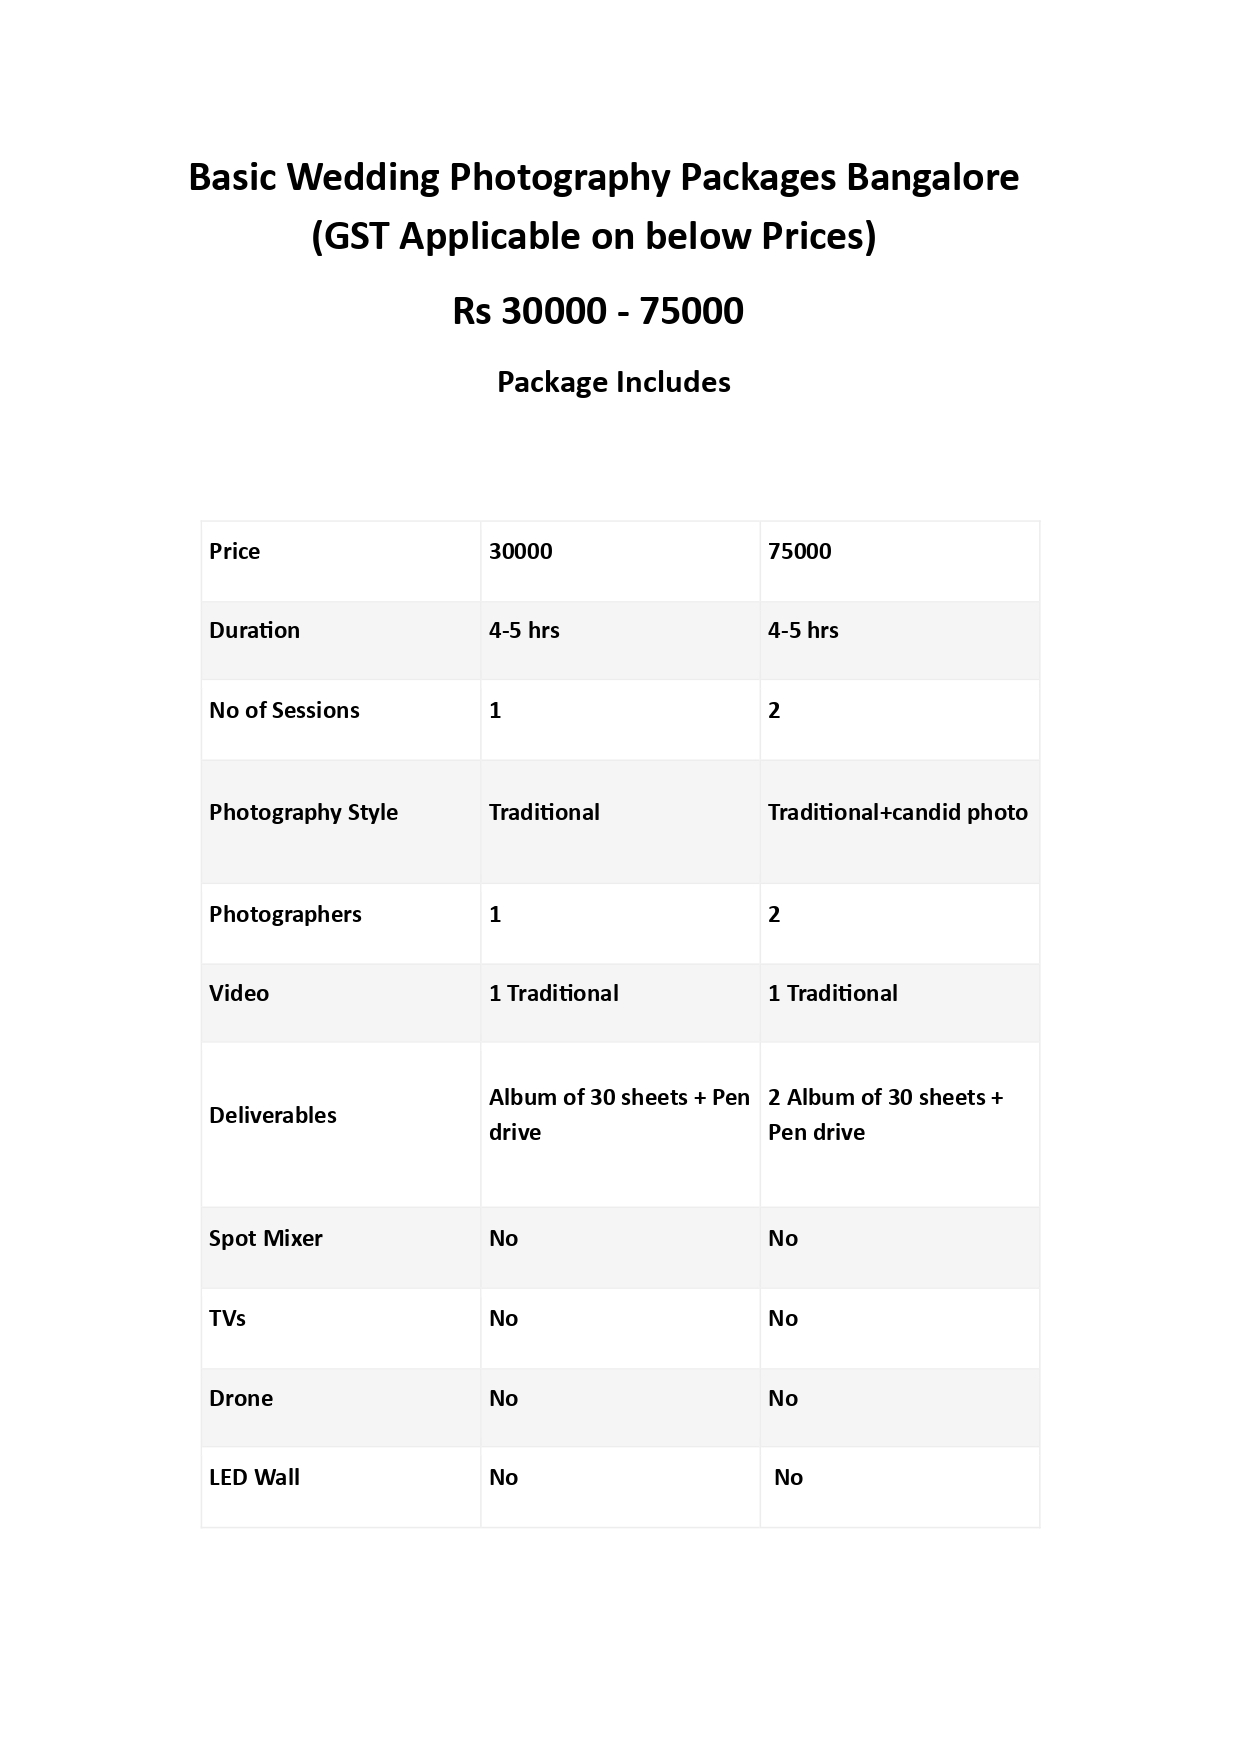 Basic Wedding Photography Packages Bangalore
(GST Applicable on below Prices)
Rs 30000 - 75000
Package Includes
Price 30000 75000
Duration 4-5 hrs 4-5 hrs
No of Sessions 1 2
Photography Style Traditional Traditional+candid photo
Photographers 1 2
Video 1 Traditional 1 Traditional
Deliverables
Album of 30 sheets + Pen
drive
2 Album of 30 sheets +
Pen drive
Spot Mixer No No
TVs No No
Drone No No
LED Wall No No